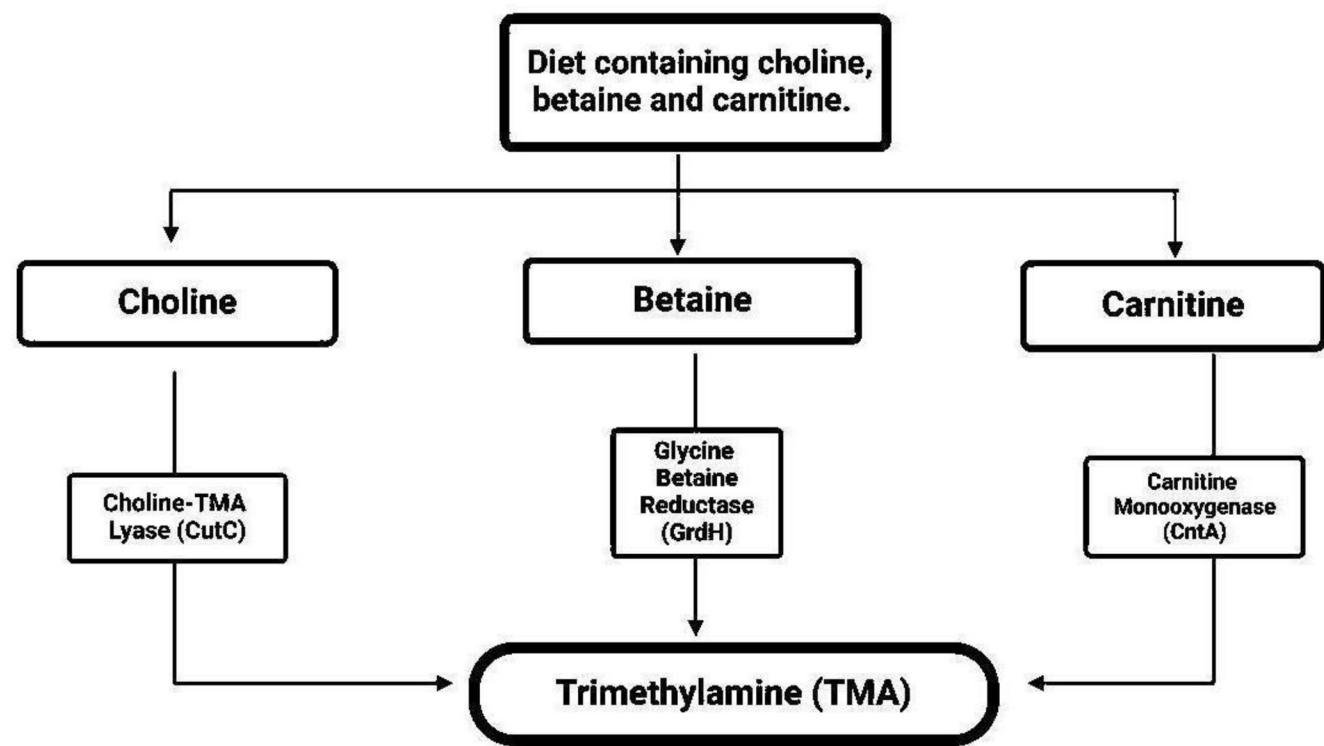 Diet containing choline,
betaine and carnitine.
Choline
Betaine
Carnitine
Choline-TMA
Lyase (CutC)
Glycine
Betaine
Reductase
(GrdH)
Carnitine
Monooxygenase
(CntA)
Trimethylamine (TMA)